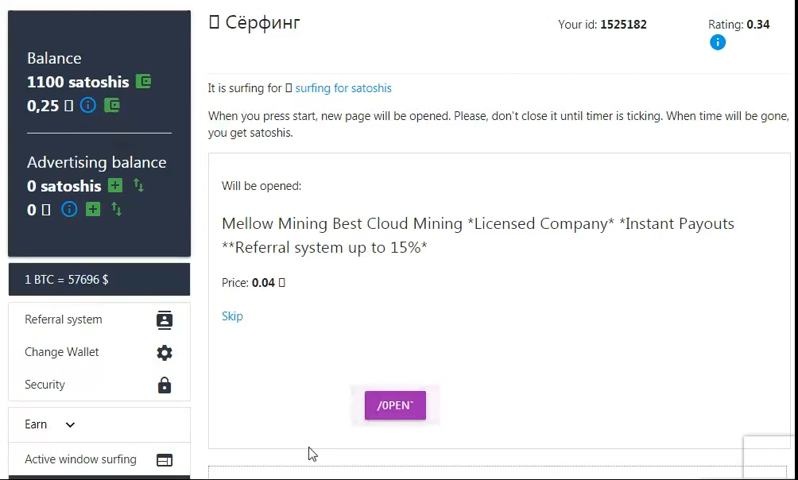 Balance
1100 satoshis
0,25
Advertising balance
0 satoshis
0
1 BTC = 57696 $
Referral system
Change Wallet
Security
Earn
Active window surfing
Сёрфинг
Your id: 1525182
Rating: 0.34
It is surfing for surfing for satoshis
When you press start, new page will be opened. Please, don't close it until timer is ticking. When time will be gone,
you get satoshis.
Will be opened:
Mellow Mining Best Cloud Mining *Licensed Company* *Instant Payouts
**Referral system up to 15%*
Price: 0.04
Skip
/0PEN˜